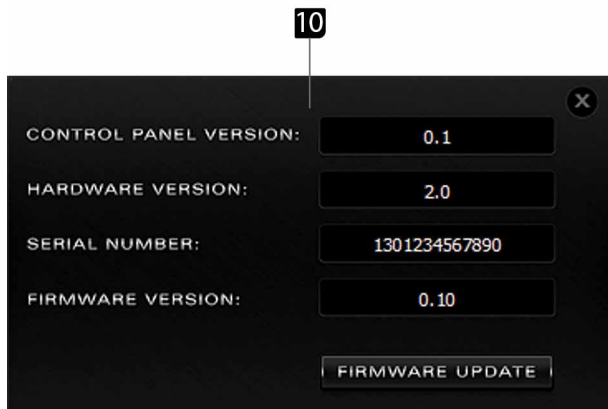 10
X
CONTROL PANEL VERSION: 0.1
HARDWARE VERSION: 2.0
SERIAL NUMBER: 1301234567890
FIRMWARE VERSION: 0.10
FIRMWARE UPDATE